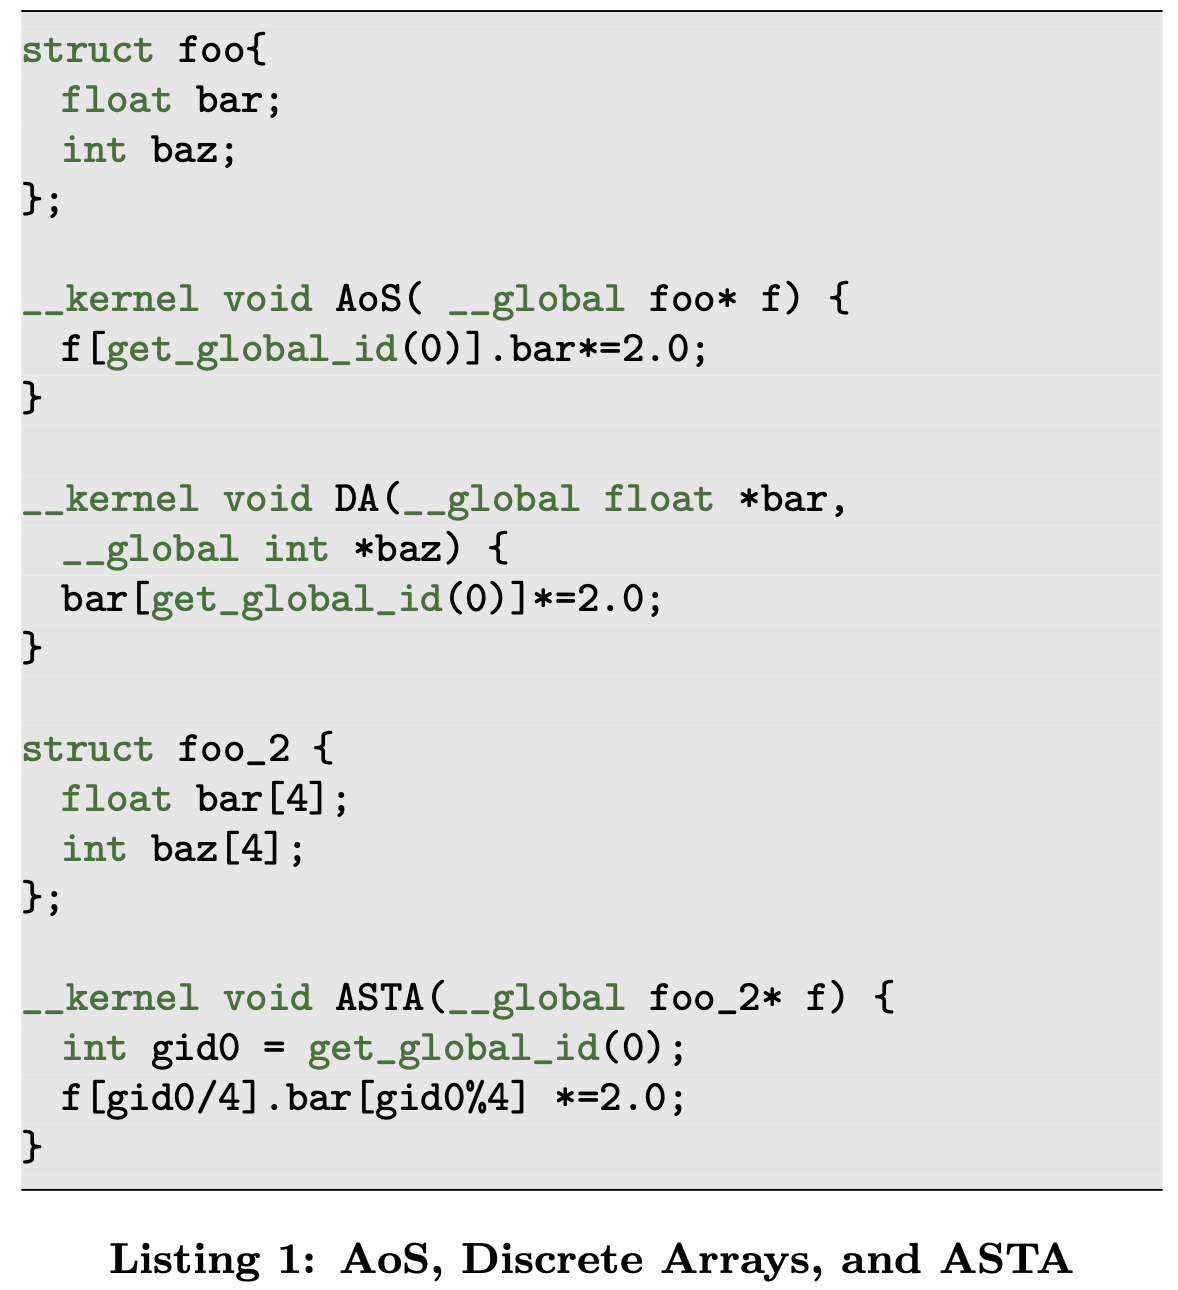 struct foo{
  float bar;
  int baz;
};

__kernel void AoS( __global foo* f) {
  f[get_global_id(0)].bar*=2.0;
}

__kernel void DA(__global float *bar,
  __global int *baz) {
  bar[get_global_id(0)]*=2.0;
}

struct foo_2 {
  float bar[4];
  int baz[4];
};

__kernel void ASTA(__global foo_2* f) {
  int gid0 = get_global_id(0);
  f[gid0/4].bar[gid0%4] *=2.0;
}

Listing 1: AoS, Discrete Arrays, and ASTA